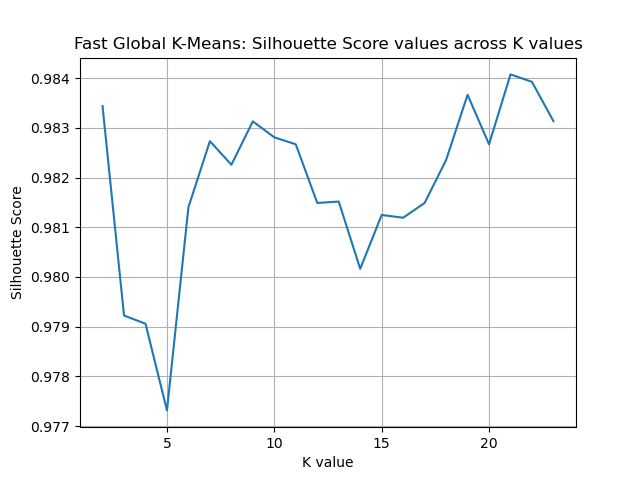 Fast Global K-Means: Silhouette Score values across K values
0.984
0.983
0.982
0.981
0.980
0.979
0.978
0.977
Silhouette Score
5 10 15 20
K value